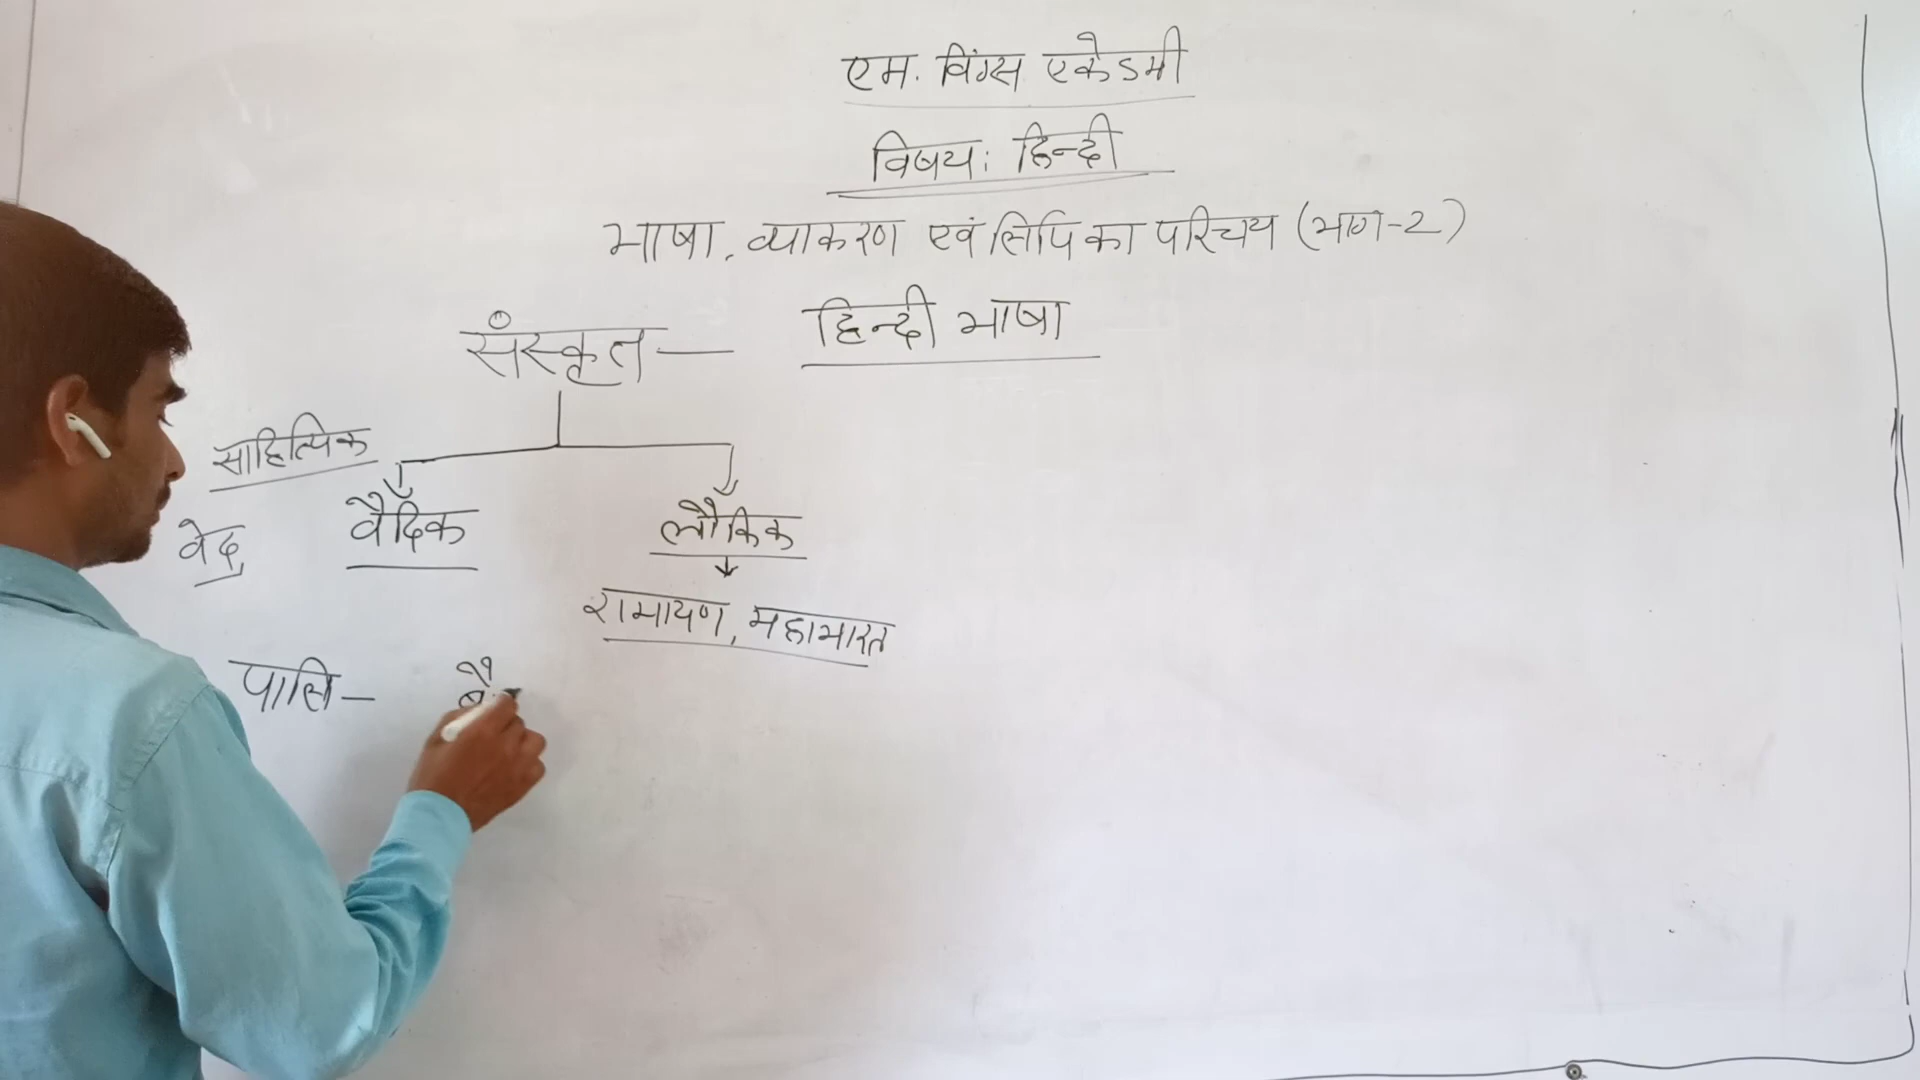 एम. विंग्स एकेडमी
विषय: हिन्दी
भाषा, व्याकरण एवं लिपि का परिचय (भाग-2)
संस्कृत — हिन्दी भाषा
साहित्यिक
वेद वैदिक लौकिक
रामायण, महाभारत
पालि —